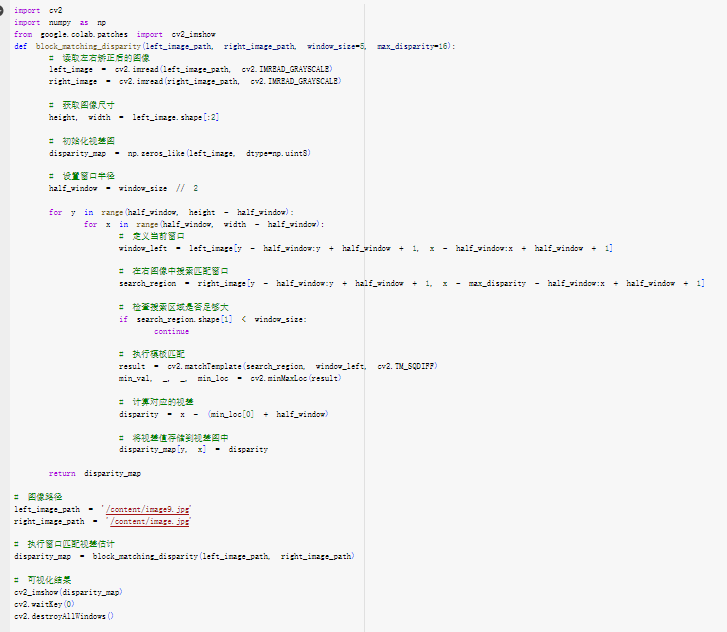 import cv2
import numpy as np
from google.colab.patches import cv2_imshow
def block_matching_disparity(left_image_path, right_image_path, window_size=5, max_disparity=16):
# 读取左右矫正后的图像
left_image = cv2.imread(left_image_path, cv2.IMREAD_GRAYSCALE)
right_image = cv2.imread(right_image_path, cv2.IMREAD_GRAYSCALE)
# 获取图像尺寸
height, width = left_image.shape[:2]
# 初始化视差图
disparity_map = np.zeros_like(left_image, dtype=np.uint8)
# 设置窗口半径
half_window = window_size // 2
for y in range(half_window, height - half_window):
for x in range(half_window, width - half_window):
# 定义当前窗口
window_left = left_image[y - half_window:y + half_window + 1, x - half_window:x + half_window + 1]
# 在右图像中搜索匹配窗口
search_region = right_image[y - half_window:y + half_window + 1, x - max_disparity - half_window:x + half_window + 1]
# 检查搜索区域是否足够大
if search_region.shape[1] < window_size:
continue
# 执行模板匹配
result = cv2.matchTemplate(search_region, window_left, cv2.TM_SQDIFF)
min_val, _, _, min_loc = cv2.minMaxLoc(result)
# 计算对应的视差
disparity = x - (min_loc[0] + half_window)
# 将视差值存储到视差图中
disparity_map[y, x] = disparity
return disparity_map
# 图像路径
left_image_path = '/content/image9.jpg'
right_image_path = '/content/image.jpg'
# 执行窗口匹配视差估计
disparity_map = block_matching_disparity(left_image_path, right_image_path)
# 可视化结果
cv2_imshow(disparity_map)
cv2.waitKey(0)
cv2.destroyAllWindows()